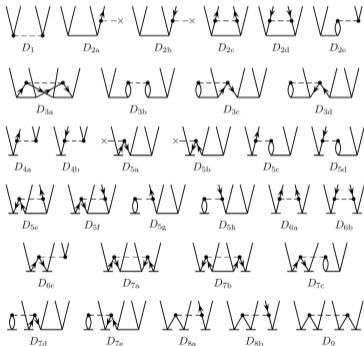 D1 D2a D2b D2c D2d D2e
D3a D3b D3c D3d
D4a D4b D5a D5b D5c D5d
D5e D5f D5g D5h D6a D6b
D6c D7a D7b D7c
D7d D7e D8a D8b D9